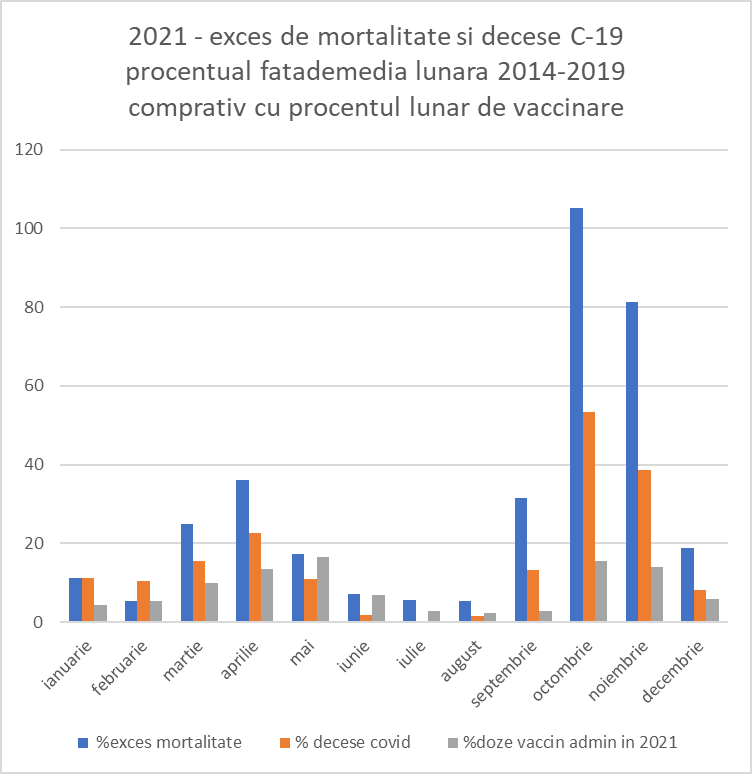 2021 - exces de mortalitate si decese C-19
procentual fatademedia lunara 2014-2019
comprativ cu procentul lunar de vaccinare
120
100
80
60
40
20
0
ianuarie
februarie
martie
aprilie
mai
iunie
iulie
august
septembrie
octombrie
noiembrie
decembrie
%exces mortalitate
% decese covid
%doze vaccin admin in 2021